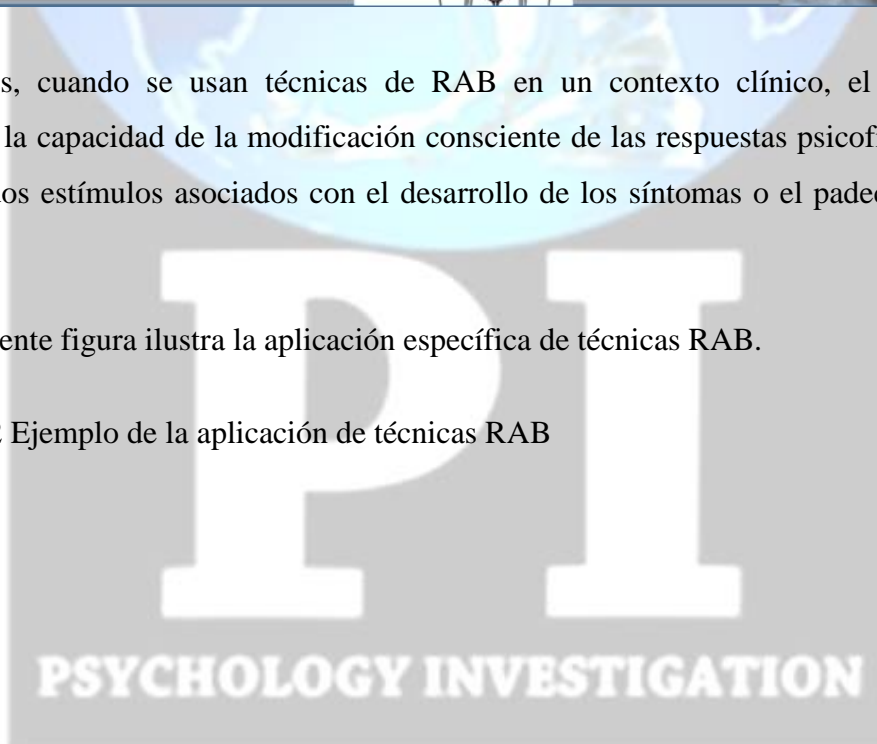 s, cuando se usan técnicas de RAB en un contexto clínico, el
la capacidad de la modificación consciente de las respuestas psicof
os estímulos asociados con el desarrollo de los síntomas o el padec
ente figura ilustra la aplicación específica de técnicas RAB.
Ejemplo de la aplicación de técnicas RAB
PI
PSYCHOLOGY INVESTIGATION